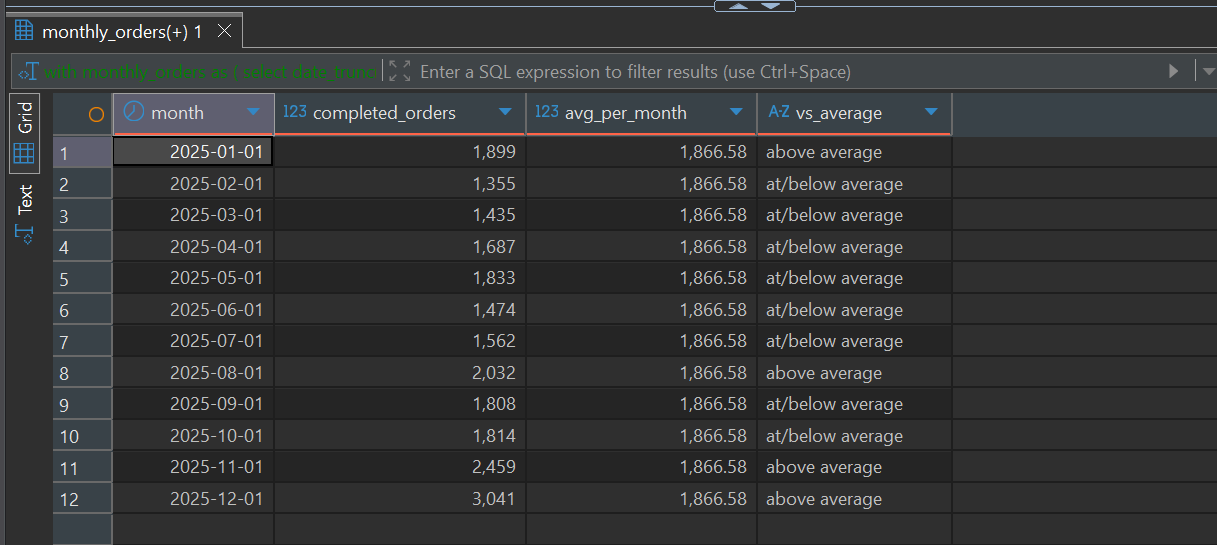 monthly_orders(+) 1
with monthly_orders as ( select date_trunc Enter a SQL expression to filter results (use Ctrl+Space)
Grid
Text
month 123 completed_orders 123 avg_per_month A-Z vs_average
1 2025-01-01 1,899 1,866.58 above average
2 2025-02-01 1,355 1,866.58 at/below average
3 2025-03-01 1,435 1,866.58 at/below average
4 2025-04-01 1,687 1,866.58 at/below average
5 2025-05-01 1,833 1,866.58 at/below average
6 2025-06-01 1,474 1,866.58 at/below average
7 2025-07-01 1,562 1,866.58 at/below average
8 2025-08-01 2,032 1,866.58 above average
9 2025-09-01 1,808 1,866.58 at/below average
10 2025-10-01 1,814 1,866.58 at/below average
11 2025-11-01 2,459 1,866.58 above average
12 2025-12-01 3,041 1,866.58 above average